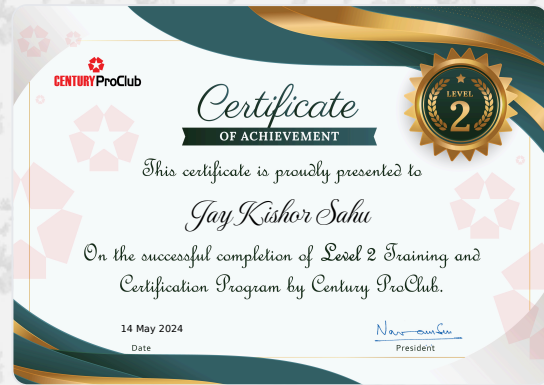 CENTURY ProClub
LEVEL
2
Certificate
OF ACHIEVEMENT
This certificate is proudly presented to
Jay Kishor Sahu
On the successful completion of Level 2 Training and
Certification Program by Century ProClub.
14 May 2024
Date
President